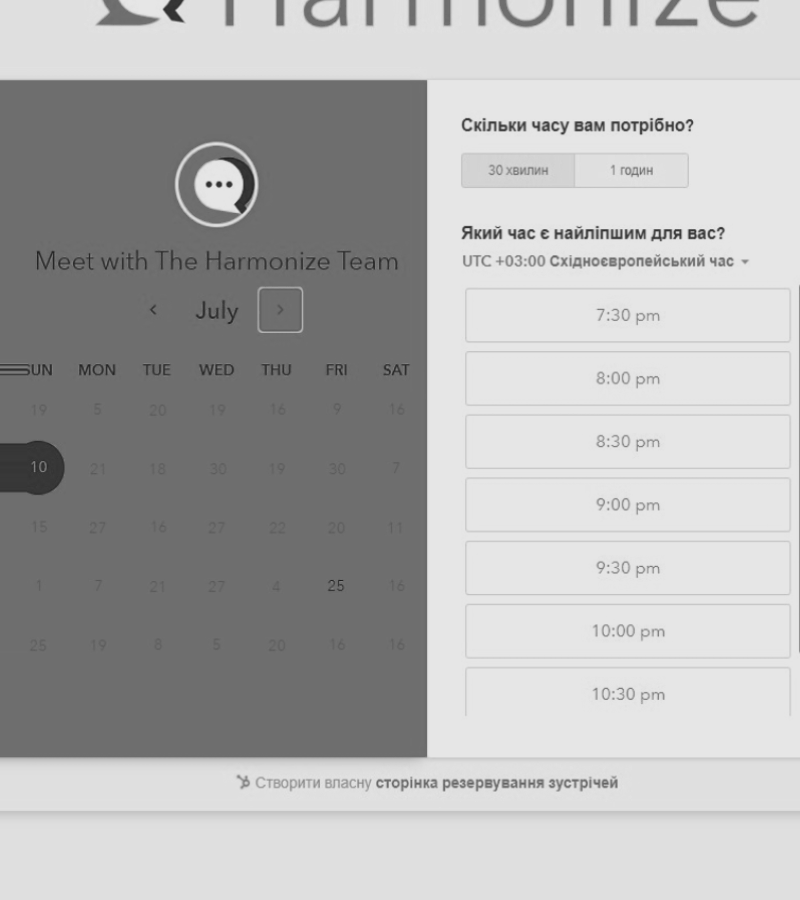 Harmonize
Meet with The Harmonize Team
July
SUN MON TUE WED THU FRI SAT
19 5 20 19 16 9 16
10 21 18 30 19 30 7
15 27 16 27 22 20 11
1 7 21 27 4 25 16
25 19 8 5 20 16 16
Скільки часу вам потрібно?
30 хвилин 1 годин
Який час є найліпшим для вас?
UTC +03:00 Східноєвропейський час
7:30 pm
8:00 pm
8:30 pm
9:00 pm
9:30 pm
10:00 pm
10:30 pm
Створити власну сторінка резервування зустрічей